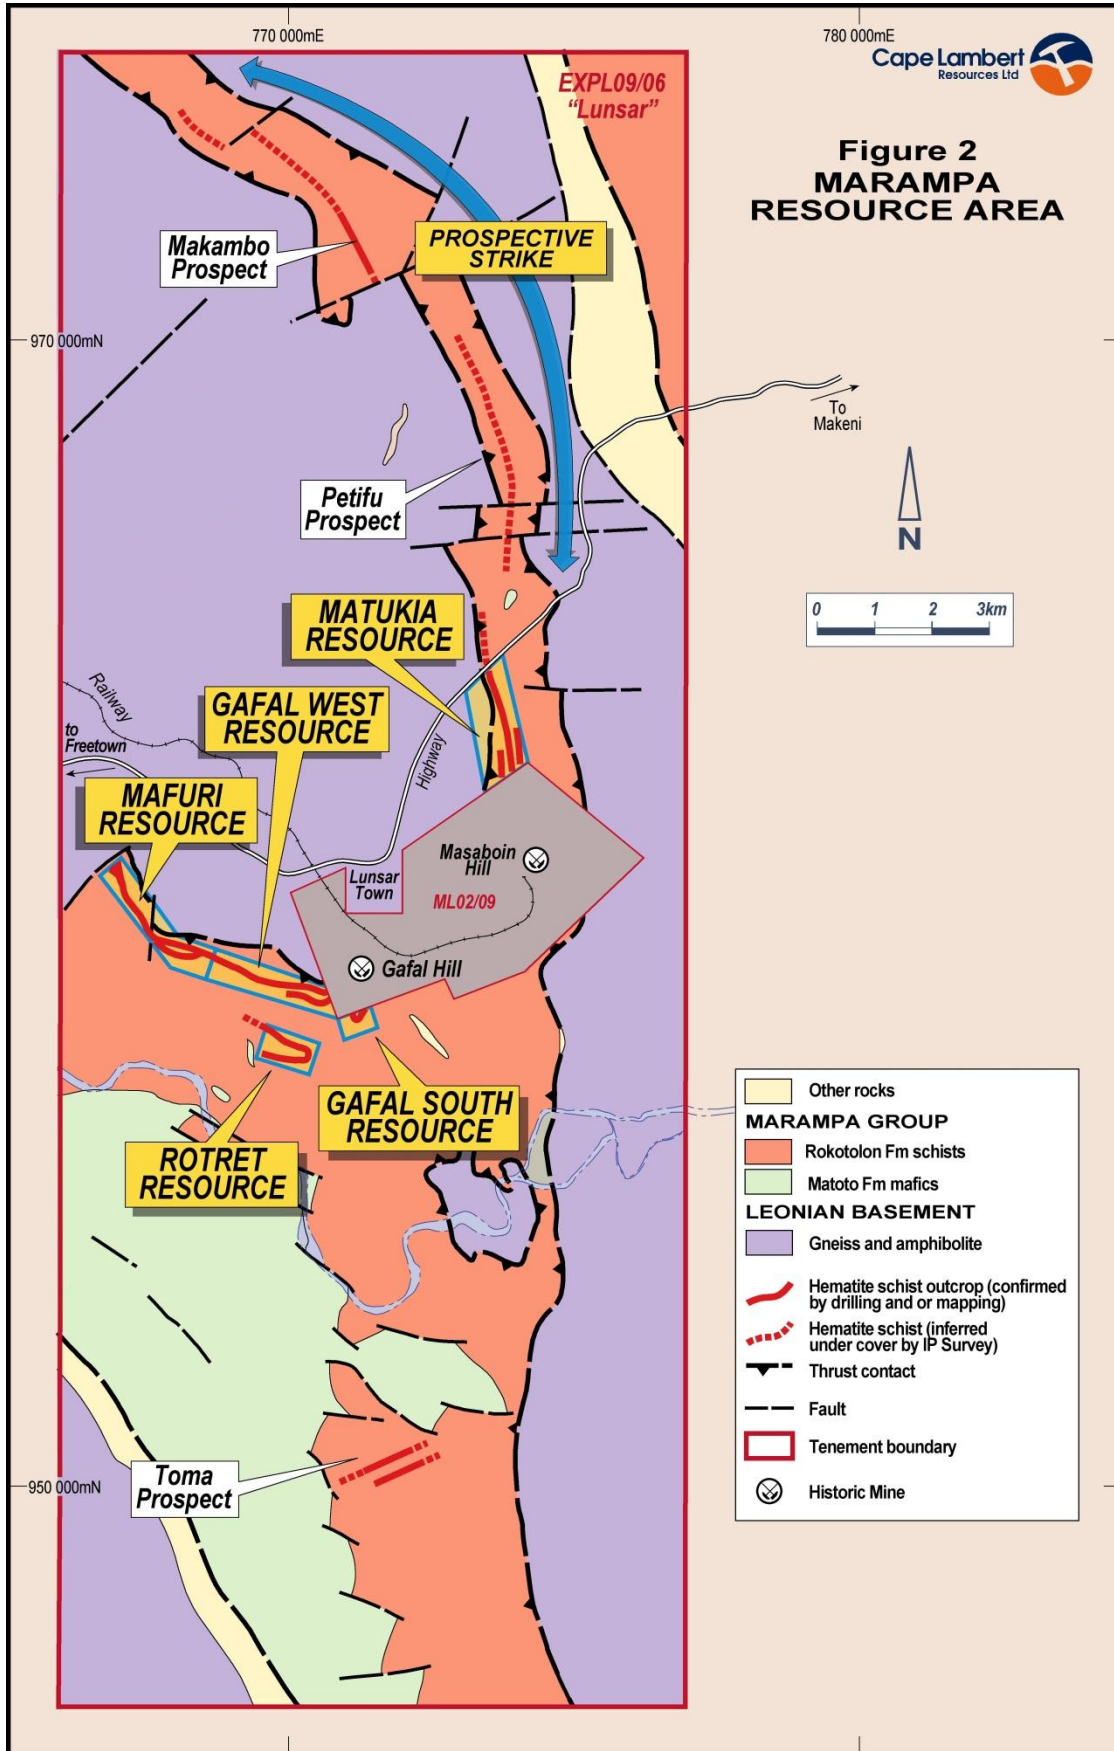 770 000mE
780 000mE
Cape Lambert
Resources Ltd
EXPL09/06
“Lunsar”
Figure 2
MARAMPA
RESOURCE AREA
Makambo
Prospect
PROSPECTIVE
STRIKE
970 000mN
To
Makeni
Petifu
Prospect
N
0 1 2 3km
MATUKIA
RESOURCE
Railway
GAFAL WEST
RESOURCE
to
Freetown
Highway
MAFURI
RESOURCE
Masaboin
Hill
Lunsar
Town
ML02/09
Gafal Hill
GAFAL SOUTH
RESOURCE
ROTRET
RESOURCE
Other rocks
MARAMPA GROUP
Rokotolon Fm schists
Matoto Fm mafics
LEONIAN BASEMENT
Gneiss and amphibolite
Hematite schist outcrop (confirmed
by drilling and or mapping)
Hematite schist (inferred
under cover by IP Survey)
Thrust contact
Fault
Tenement boundary
Historic Mine
Toma
Prospect
950 000mN